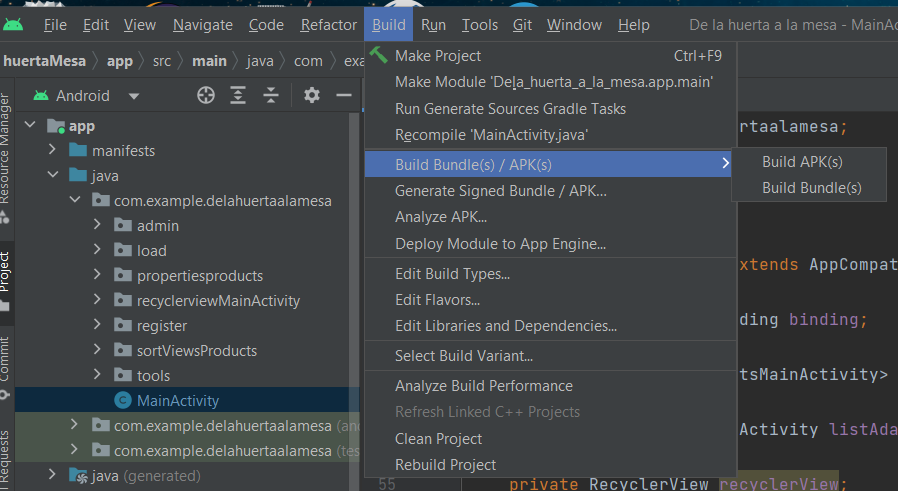 File Edit View Navigate Code Refactor Build Run Tools Git Window Help De la huerta a la mesa - MainAc
huertaMesa app src main java com exa
Android
Resource Manager
Project
Commit
Requests
app
manifests
java
com.example.delahuertaalamesa
admin
load
propertiesproducts
recyclerviewMainActivity
register
sortViewsProducts
tools
MainActivity
com.example.delahuertaalamesa (and
com.example.delahuertaalamesa (tes
java (generated)
Make Project Ctrl+F9
Make Module 'De_la_huerta_a_la_mesa.app.main'
Run Generate Sources Gradle Tasks
Recompile 'MainActivity.java'
Build Bundle(s) / APK(s)
Generate Signed Bundle / APK...
Analyze APK...
Deploy Module to App Engine...
Edit Build Types...
Edit Flavors...
Edit Libraries and Dependencies...
Select Build Variant...
Analyze Build Performance
Refresh Linked C++ Projects
Clean Project
Rebuild Project
Build APK(s)
Build Bundle(s)
ertaalamesa;
xtends AppCompat
ding binding;
tsMainActivity>
Activity listAda
55 private RecyclerView recyclerView;